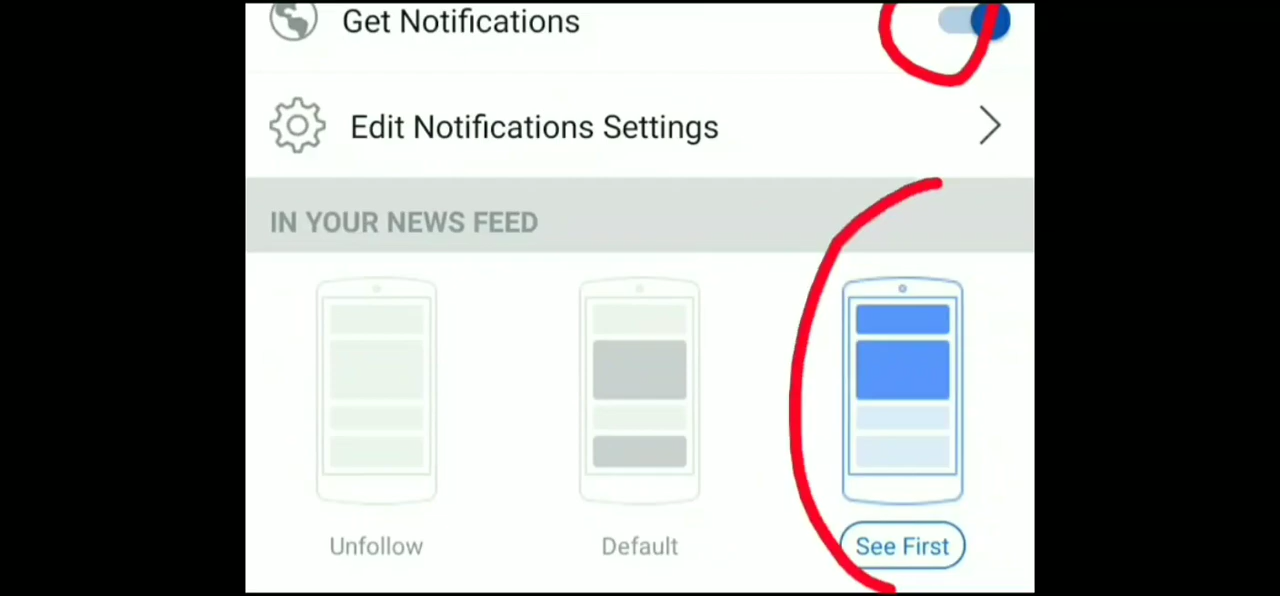 Get Notifications
Edit Notifications Settings
IN YOUR NEWS FEED
Unfollow Default See First